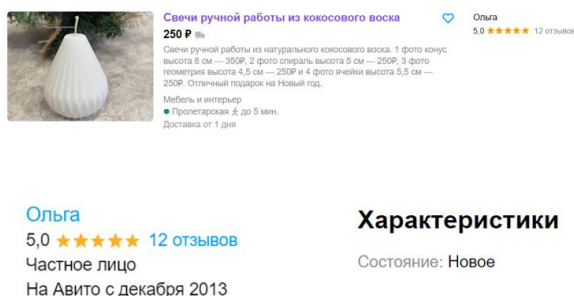 Свечи ручной работы из кокосового воска
250 ₽
Свечи ручной работы из натурального кокосового воска. 1 фото конус
высота 8 см — 350₽, 2 фото спираль высота 5 см — 250₽, 3 фото
геометрия высота 4,5 см — 250₽ и 4 фото ячейки высота 5,5 см —
250₽. Отличный подарок на Новый год.
Мебель и интерьер
Пролетарская до 5 мин.
Доставка от 1 дня
Ольга
5,0 ★★★★★ 12 отзывов
Ольга
5,0 ★★★★★ 12 отзывов
Частное лицо
На Авито с декабря 2013
Характеристики
Состояние: Новое